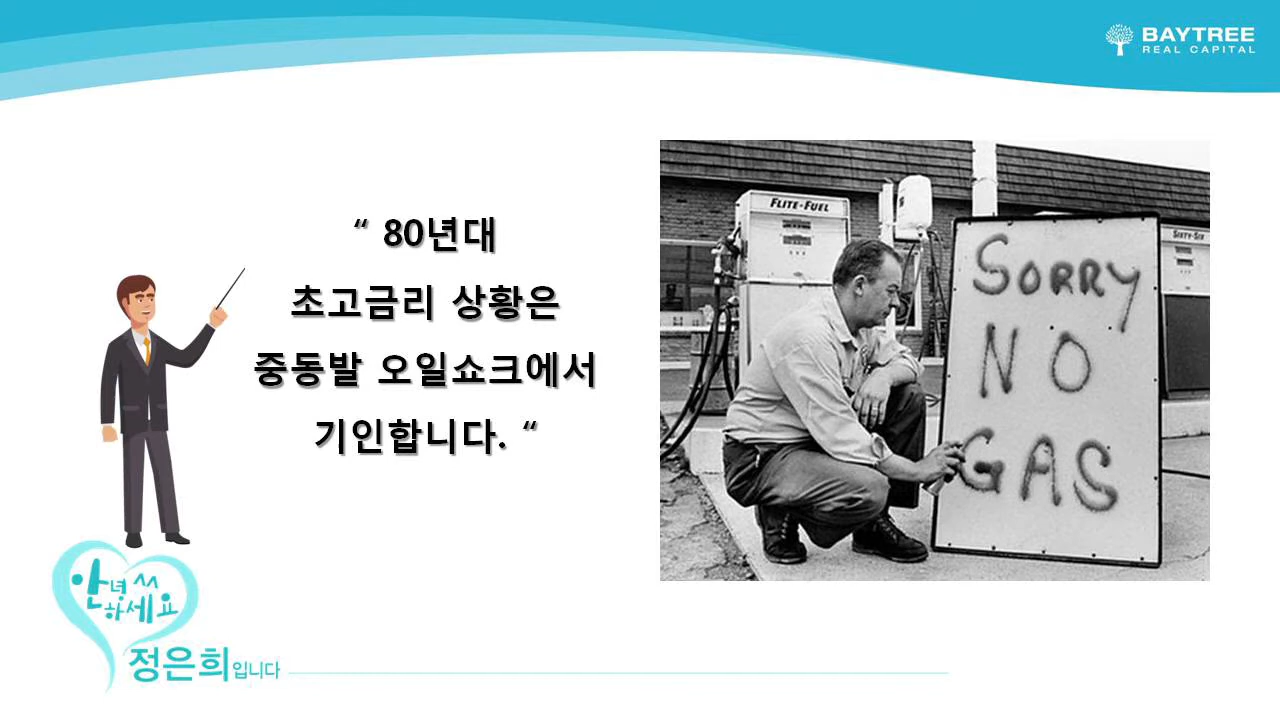 BAYTREE
REAL CAPITAL
“ 80년대
초고금리 상황은
중동발 오일쇼크에서
기인합니다. “
FLITE-FUEL
SIXTY-SIX
SORRY
NO
GAS
안녕^^
하세요
정은희입니다